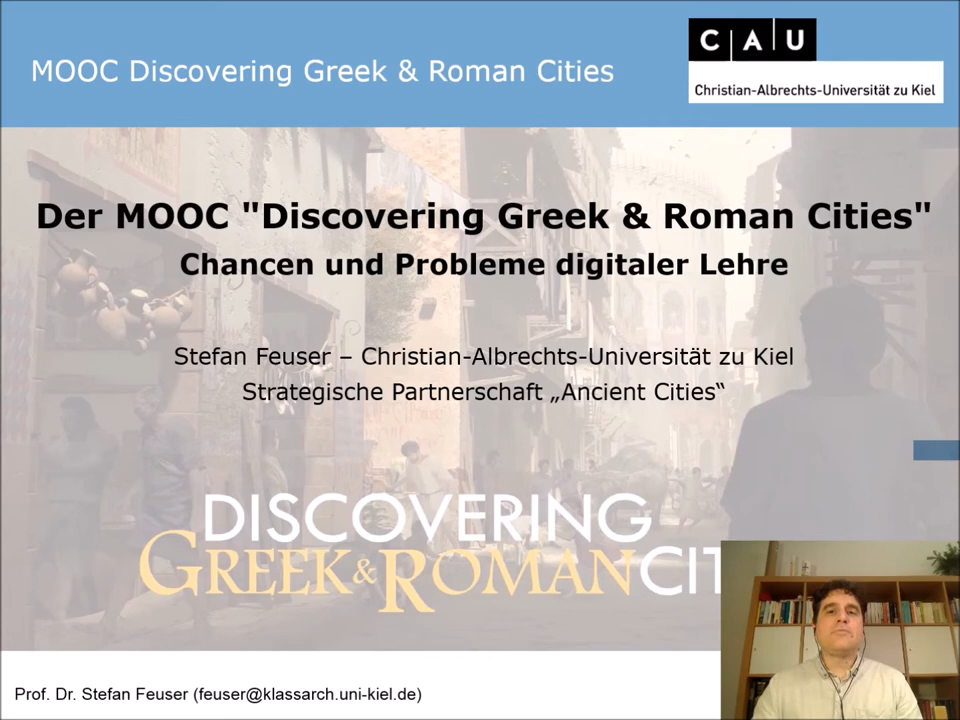 MOOC Discovering Greek & Roman Cities
CAU
Christian-Albrechts-Universität zu Kiel
Der MOOC "Discovering Greek & Roman Cities"
Chancen und Probleme digitaler Lehre
Stefan Feuser – Christian-Albrechts-Universität zu Kiel
Strategische Partnerschaft „Ancient Cities“
DISCOVERING
GREEK & ROMAN CIT
Prof. Dr. Stefan Feuser (feuser@klassarch.uni-kiel.de)